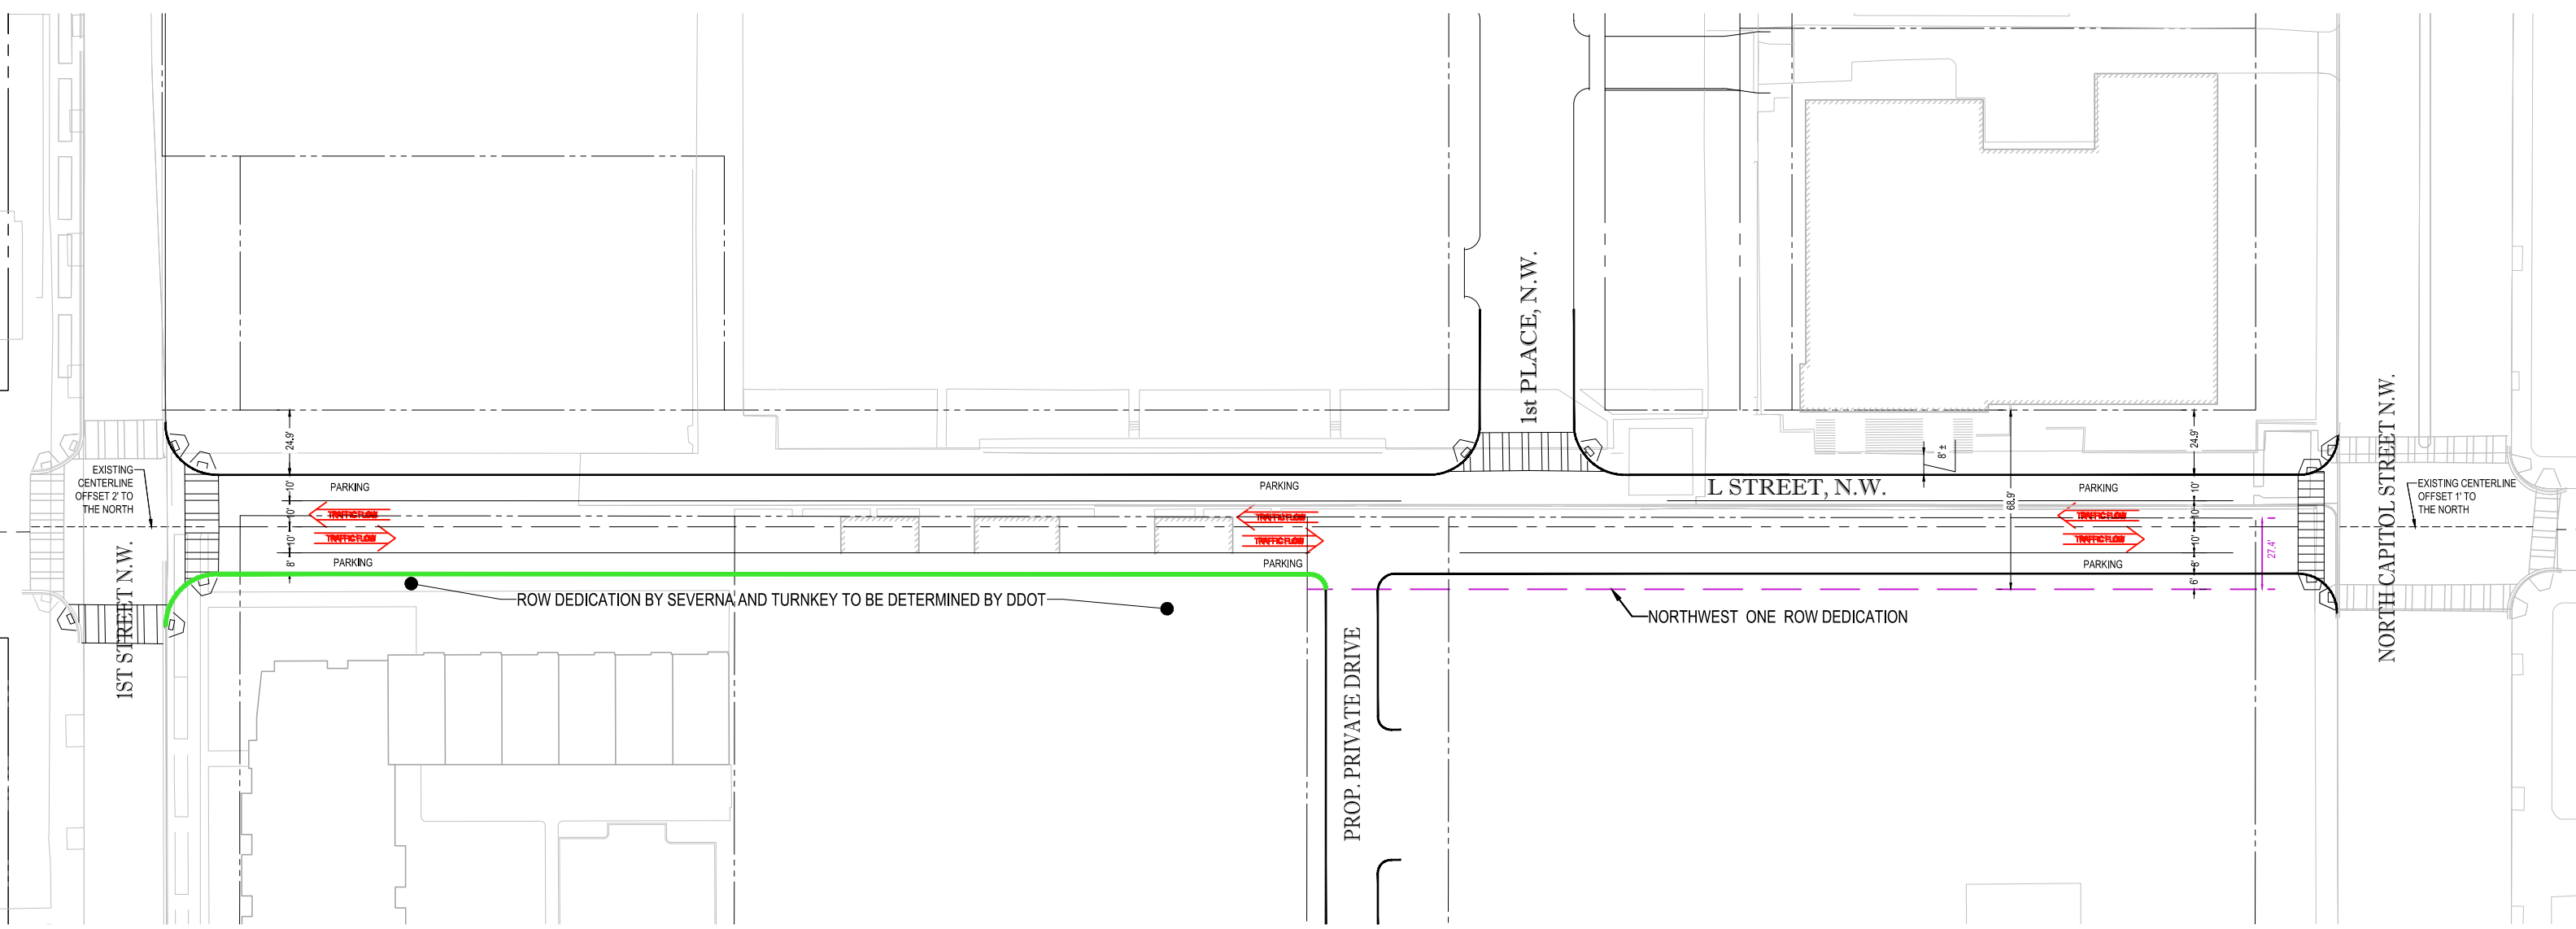 1st PLACE, N.W.
24.9'
10'
10'
10'
8'
EXISTING
CENTERLINE
OFFSET 2' TO
THE NORTH
1ST STREET N.W.
PARKING
TRAFFIC FLOW
TRAFFIC FLOW
PARKING
PARKING
TRAFFIC FLOW
TRAFFIC FLOW
PARKING
L STREET, N.W.
8' ±
68.9'
PARKING
TRAFFIC FLOW
TRAFFIC FLOW
PARKING
24.9'
10'
10'
10'
8'
6'
27.4'
NORTH CAPITOL STREET N.W.
EXISTING CENTERLINE
OFFSET 1' TO
THE NORTH
ROW DEDICATION BY SEVERNA AND TURNKEY TO BE DETERMINED BY DDOT
NORTHWEST ONE ROW DEDICATION
PROP. PRIVATE DRIVE